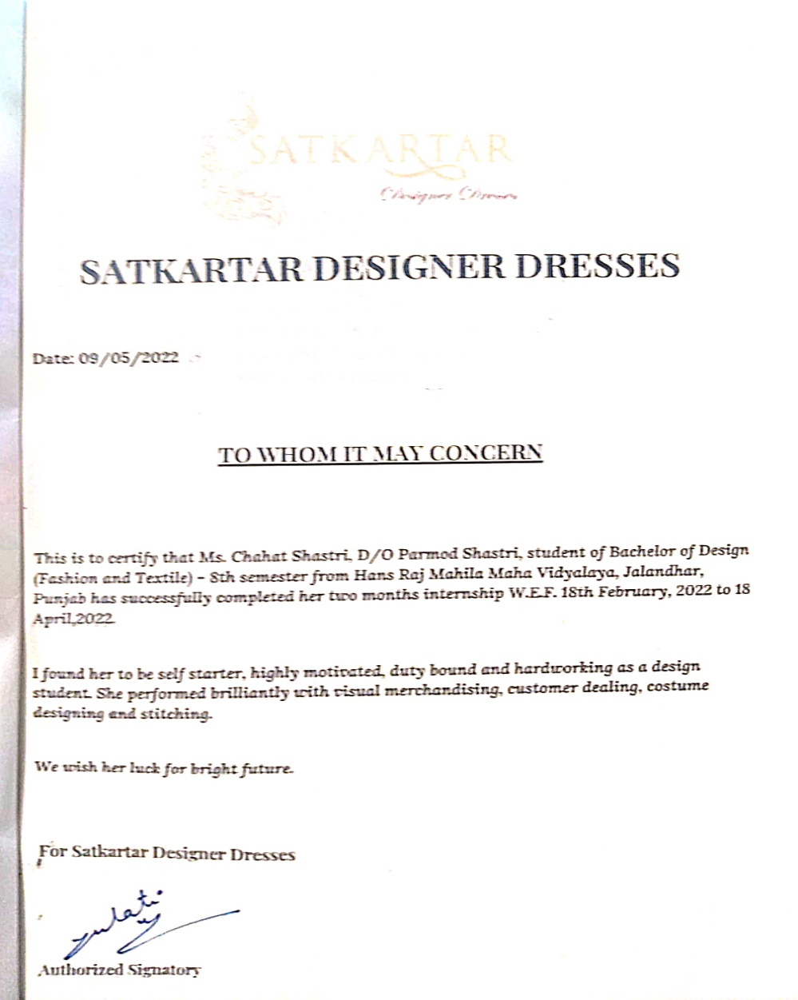 SATKARTAR
Designer Dresses
SATKARTAR DESIGNER DRESSES
Date: 09/05/2022
TO WHOM IT MAY CONCERN
This is to certify that Ms. Chahat Shastri, D/O Parmod Shastri, student of Bachelor of Design
(Fashion and Textile) – 8th semester from Hans Raj Mahila Maha Vidyalaya, Jalandhar,
Punjab has successfully completed her two months internship W.E.F. 18th February, 2022 to 18
April,2022.
I found her to be self starter, highly motivated, duty bound and hardworking as a design
student. She performed brilliantly with visual merchandising, customer dealing, costume
designing and stitching.
We wish her luck for bright future.
For Satkartar Designer Dresses
Authorized Signatory